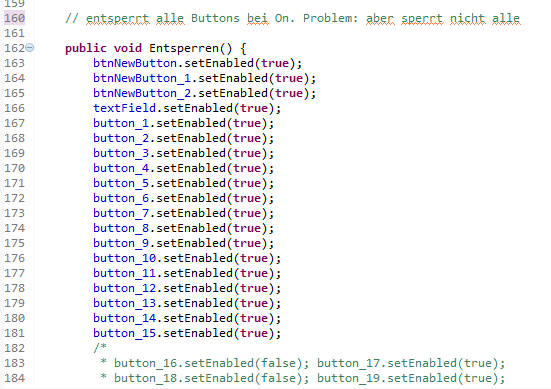 159
160 // entsperrt alle Buttons bei On. Problem: aber sperrt nicht alle
161
162 public void Entsperren() {
163 btnNewButton.setEnabled(true);
164 btnNewButton_1.setEnabled(true);
165 btnNewButton_2.setEnabled(true);
166 textField.setEnabled(true);
167 button_1.setEnabled(true);
168 button_2.setEnabled(true);
169 button_3.setEnabled(true);
170 button_4.setEnabled(true);
171 button_5.setEnabled(true);
172 button_6.setEnabled(true);
173 button_7.setEnabled(true);
174 button_8.setEnabled(true);
175 button_9.setEnabled(true);
176 button_10.setEnabled(true);
177 button_11.setEnabled(true);
178 button_12.setEnabled(true);
179 button_13.setEnabled(true);
180 button_14.setEnabled(true);
181 button_15.setEnabled(true);
182 /*
183 * button_16.setEnabled(false); button_17.setEnabled(true);
184 * button_18.setEnabled(false); button_19.setEnabled(true);